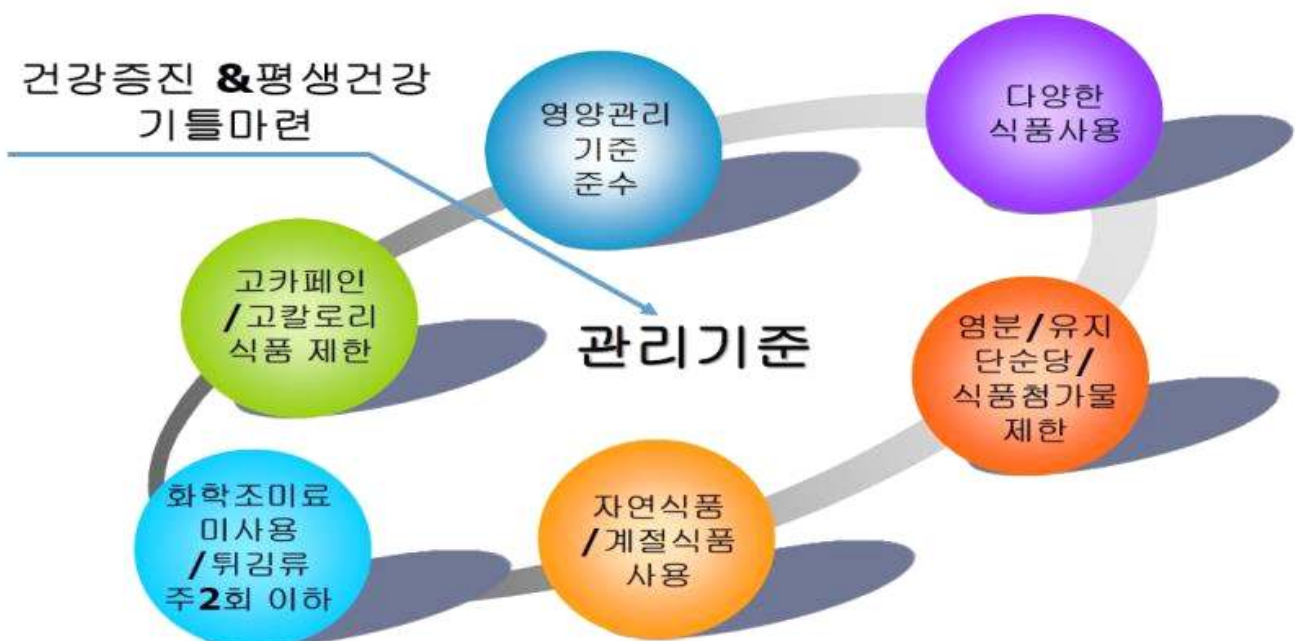 건강증진 &평생건강
기틀마련
영양관리
기준
준수
다양한
식품사용
고카페인
/고칼로리
식품 제한
관리기준
염분/유지
단순당/
식품첨가물
제한
화학조미료
미사용
/튀김류
주2회 이하
자연식품
/계절식품
사용